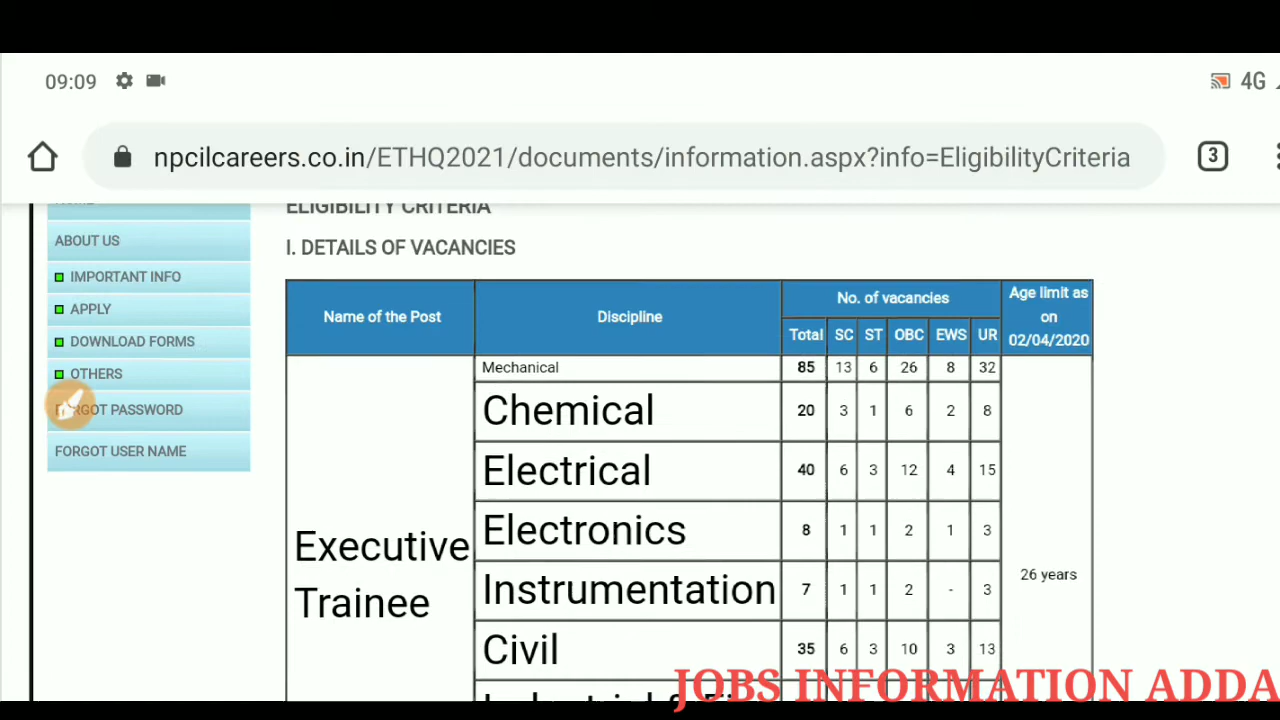 09:09
4G
npcilcareers.co.in/ETHQ2021/documents/information.aspx?info=EligibilityCriteria
3
ELIGIBILITY CRITERIA
ABOUT US
I. DETAILS OF VACANCIES
IMPORTANT INFO
APPLY
DOWNLOAD FORMS
OTHERS
FORGOT PASSWORD
FORGOT USER NAME
Name of the Post Discipline No. of vacancies Age limit as on 02/04/2020
Total SC ST OBC EWS UR
Mechanical 85 13 6 26 8 32
Chemical 20 3 1 6 2 8
Electrical 40 6 3 12 4 15
Electronics 8 1 1 2 1 3
Executive Trainee
26 years
Instrumentation 7 1 1 2 - 3
Civil 35 6 3 10 3 13
JOBS INFORMATION ADDA